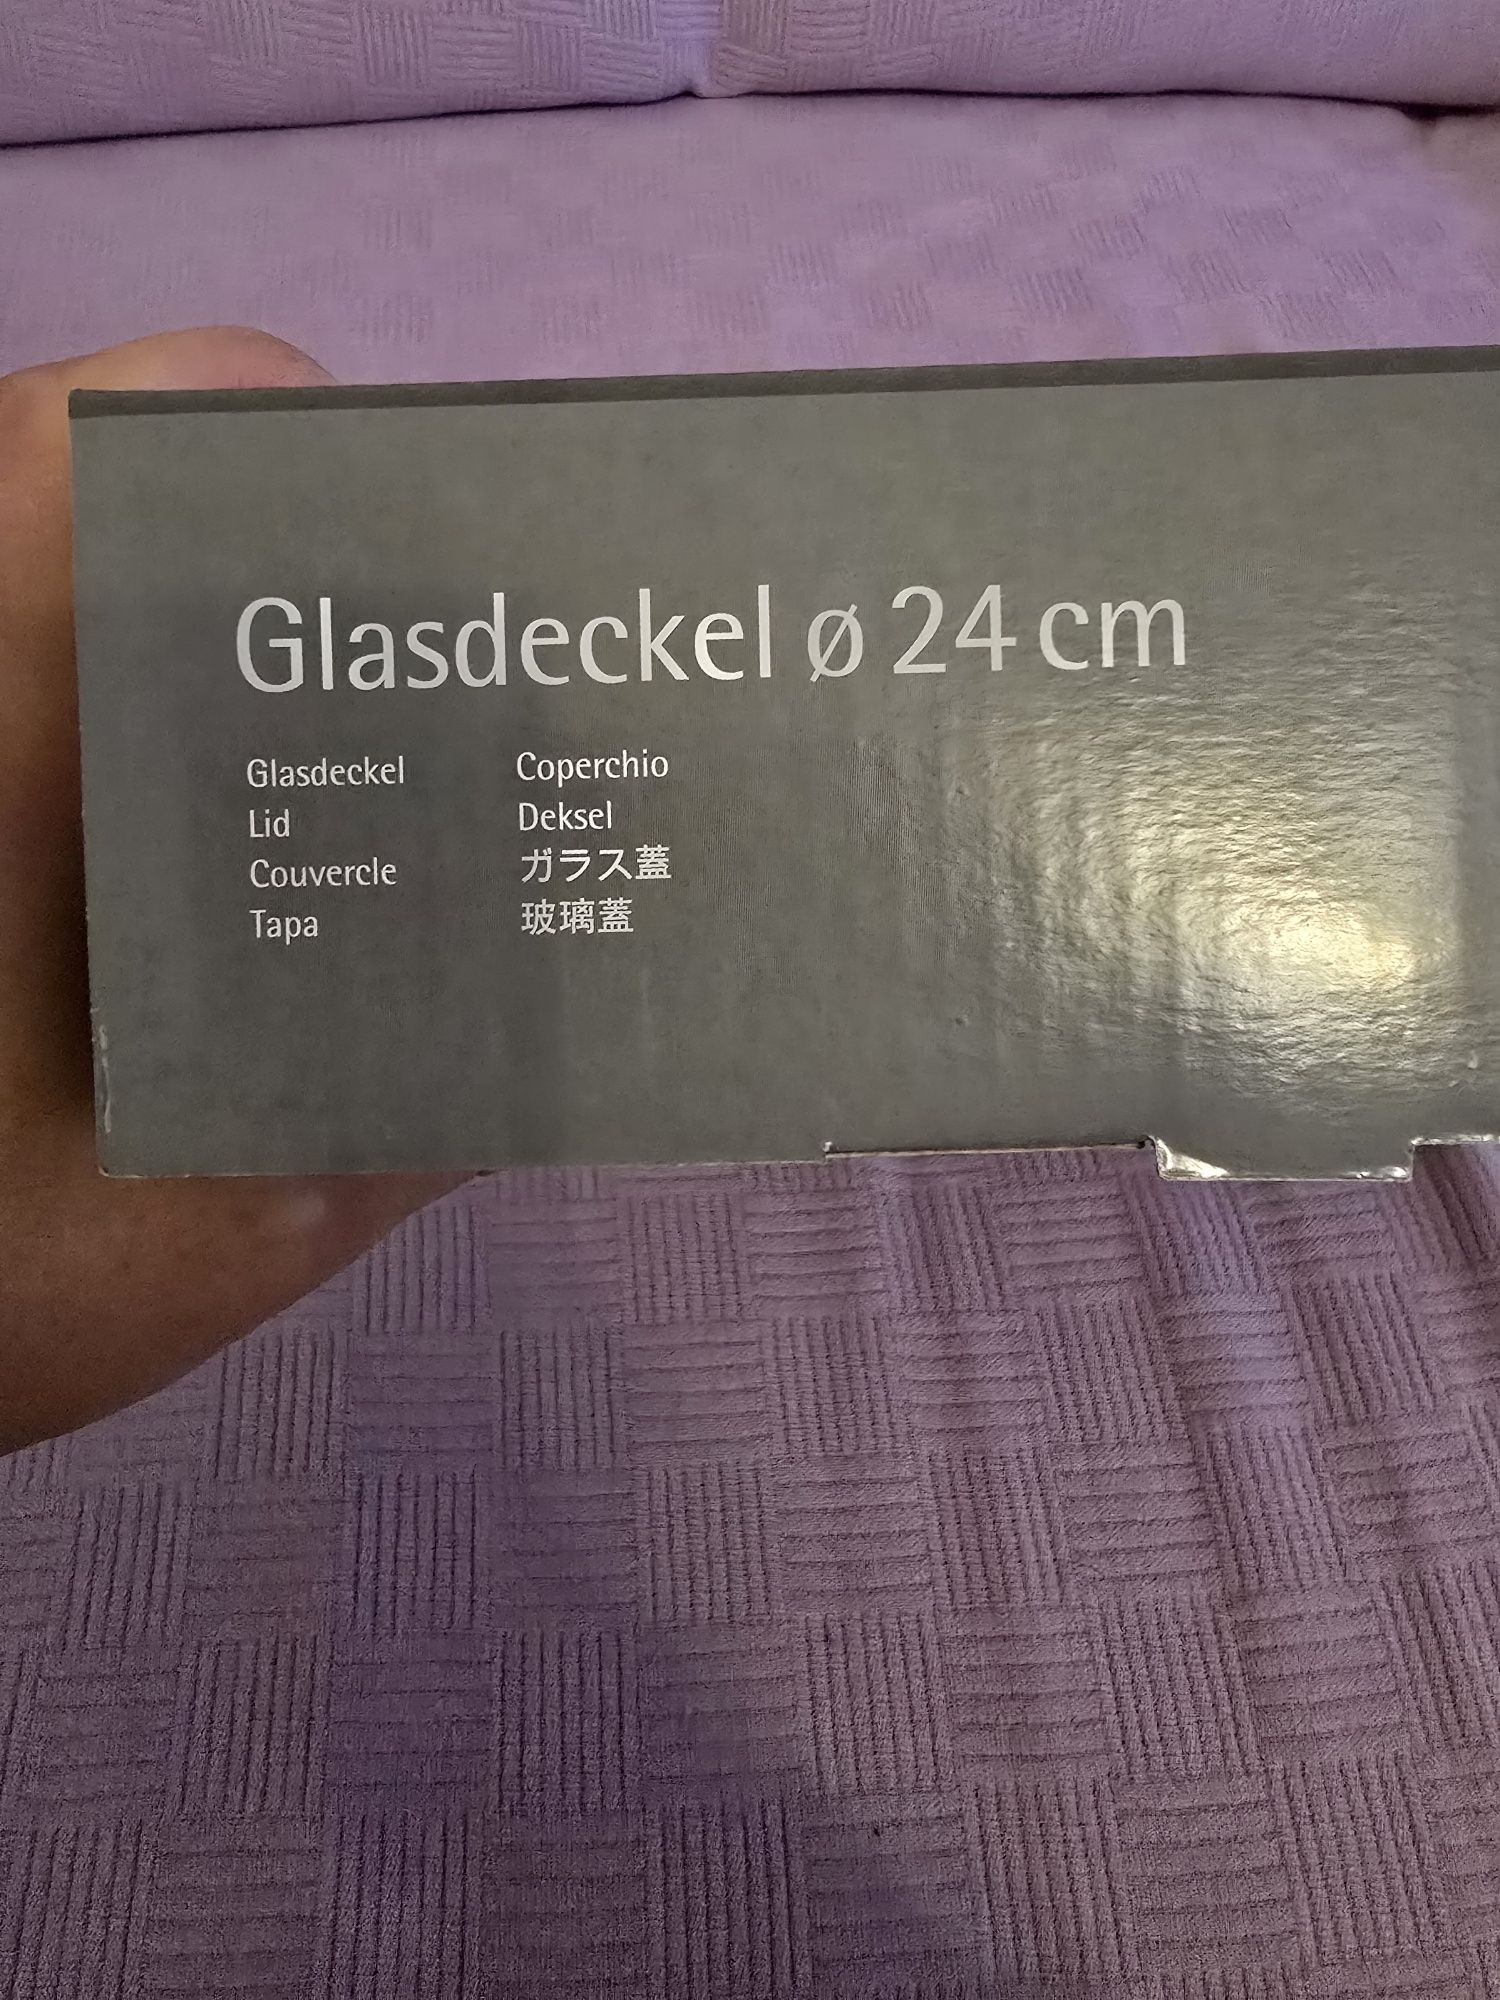 Glasdeckel ø 24 cm
Glasdeckel
Lid
Couvercle
Tapa
Coperchio
Deksel
ガラス蓋
玻璃蓋